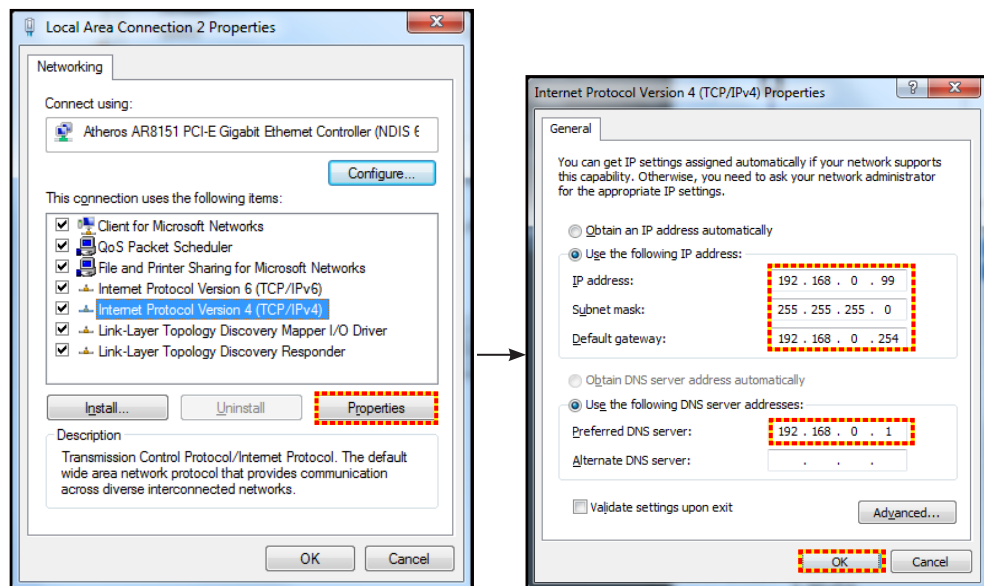 Local Area Connection 2 Properties
Networking
Connect using:
Atheros AR8151 PCI-E Gigabit Ethernet Controller (NDIS 6
Configure...
This connection uses the following items:
Client for Microsoft Networks
QoS Packet Scheduler
File and Printer Sharing for Microsoft Networks
Internet Protocol Version 6 (TCP/IPv6)
Internet Protocol Version 4 (TCP/IPv4)
Link-Layer Topology Discovery Mapper I/O Driver
Link-Layer Topology Discovery Responder
Install...
Uninstall
Properties
Description
Transmission Control Protocol/Internet Protocol. The default
wide area network protocol that provides communication
across diverse interconnected networks.
OK
Cancel
Internet Protocol Version 4 (TCP/IPv4) Properties
General
You can get IP settings assigned automatically if your network supports
this capability. Otherwise, you need to ask your network administrator
for the appropriate IP settings.
Obtain an IP address automatically
Use the following IP address:
IP address: 192 . 168 . 0 . 99
Subnet mask: 255 . 255 . 255 . 0
Default gateway: 192 . 168 . 0 . 254
Obtain DNS server address automatically
Use the following DNS server addresses:
Preferred DNS server: 192 . 168 . 0 . 1
Alternate DNS server: . . .
Validate settings upon exit
Advanced...
OK
Cancel